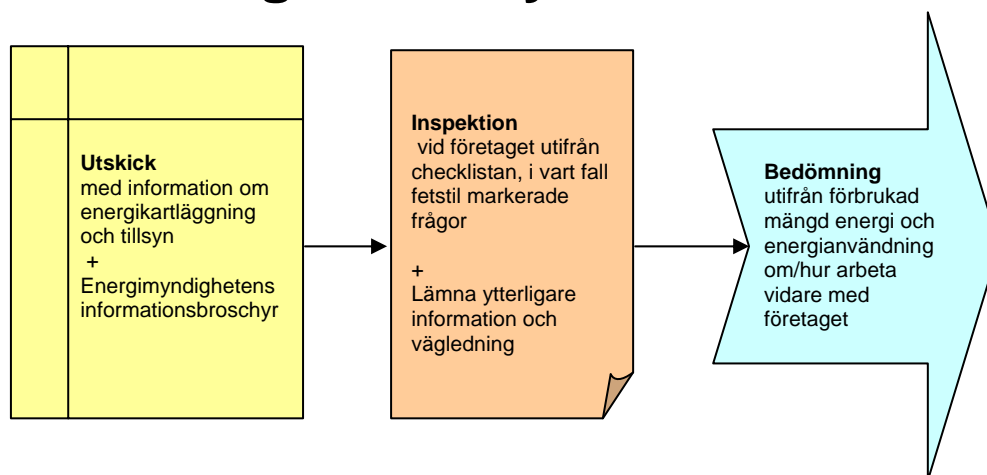 Utskick
med information om
energikartläggning
och tillsyn
+
Energimyndighetens
informationsbroschyr
Inspektion
vid företaget utifrån
checklistan, i vart fall
fetstil markerade
frågor
+
Lämna ytterligare
information och
vägledning
Bedömning
utifrån förbrukad
mängd energi och
energianvändning
om/hur arbeta
vidare med
företaget